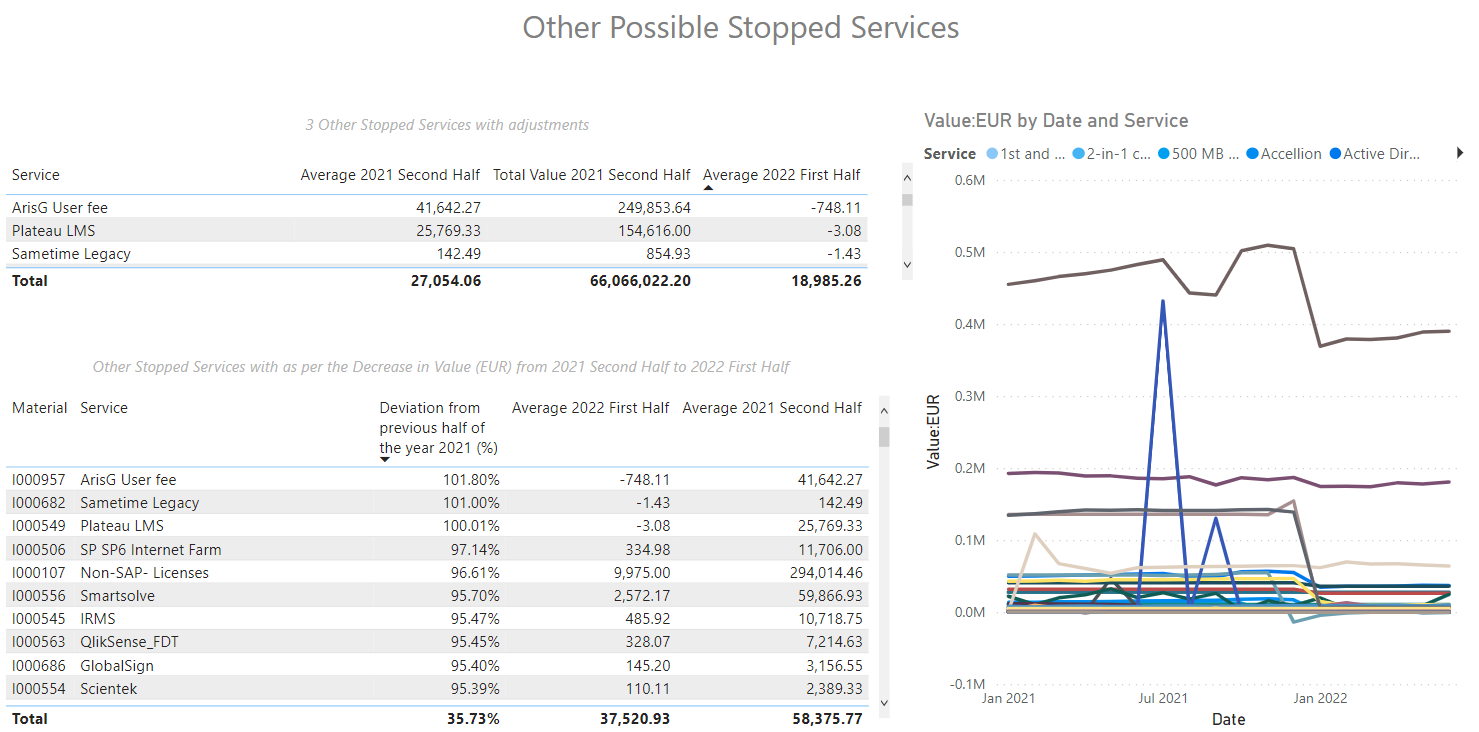 Other Possible Stopped Services
3 Other Stopped Services with adjustments
Service Average 2021 Second Half Total Value 2021 Second Half Average 2022 First Half
ArisG User fee 41,642.27 249,853.64 -748.11
Plateau LMS 25,769.33 154,616.00 -3.08
Sametime Legacy 142.49 854.93 -1.43
Total 27,054.06 66,066,022.20 18,985.26
Other Stopped Services with as per the Decrease in Value (EUR) from 2021 Second Half to 2022 First Half
Material Service Deviation from Average 2022 First Half Average 2021 Second Half
previous half of
the year 2021 (%)
I000957 ArisG User fee 101.80% -748.11 41,642.27
I000682 Sametime Legacy 101.00% -1.43 142.49
I000549 Plateau LMS 100.01% -3.08 25,769.33
I000506 SP SP6 Internet Farm 97.14% 334.98 11,706.00
I000107 Non-SAP- Licenses 96.61% 9,975.00 294,014.46
I000556 Smartsolve 95.70% 2,572.17 59,866.93
I000545 IRMS 95.47% 485.92 10,718.75
I000563 QlikSense_FDT 95.45% 328.07 7,214.63
I000686 GlobalSign 95.40% 145.20 3,156.55
I000554 Scientek 95.39% 110.11 2,389.33
Total 35.73% 37,520.93 58,375.77
Value:EUR by Date and Service
Service 1st and ... 2-in-1 c... 500 MB ... Accellion Active Dir...
0.6M
0.5M
0.4M
0.3M
0.2M
0.1M
0.0M
-0.1M
Value:EUR
Jan 2021 Jul 2021 Jan 2022
Date